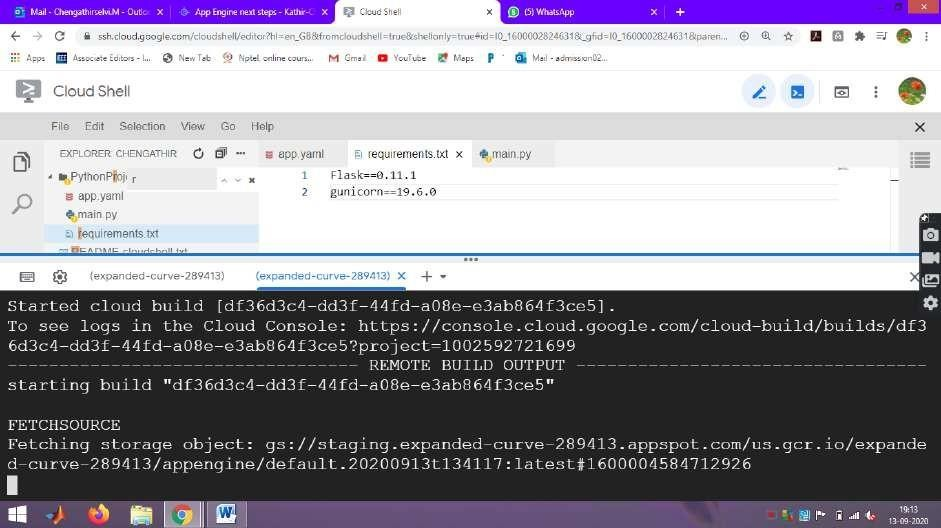 Mail - Chengathirselvi.M - Outlo
App Engine next steps - Kathir-C
Cloud Shell
(5) WhatsApp
ssh.cloud.google.com/cloudshell/editor?hl=en_GB&fromcloudshell=true&shellonly=true#id=I0_1600002824631&_gfid=I0_1600002824631&paren...
Apps
Associate Editors - I...
New Tab
Nptel, online cours...
Gmail
YouTube
Maps
Mail - admission02...
Cloud Shell
File Edit Selection View Go Help
EXPLORER: CHENGATHIR
app.yaml
requirements.txt
main.py
PythonProj
r
app.yaml
main.py
requirements.txt
README-cloudshell.txt
1 Flask==0.11.1
2 gunicorn==19.6.0
(expanded-curve-289413) (expanded-curve-289413)
Started cloud build [df36d3c4-dd3f-44fd-a08e-e3ab864f3ce5].
To see logs in the Cloud Console: https://console.cloud.google.com/cloud-build/builds/df3
6d3c4-dd3f-44fd-a08e-e3ab864f3ce5?project=1002592721699
---------------------------------- REMOTE BUILD OUTPUT ----------------------------------
starting build "df36d3c4-dd3f-44fd-a08e-e3ab864f3ce5"
FETCHSOURCE
Fetching storage object: gs://staging.expanded-curve-289413.appspot.com/us.gcr.io/expande
d-curve-289413/appengine/default.20200913t134117:latest#1600004584712926
19:13
13-09-2020